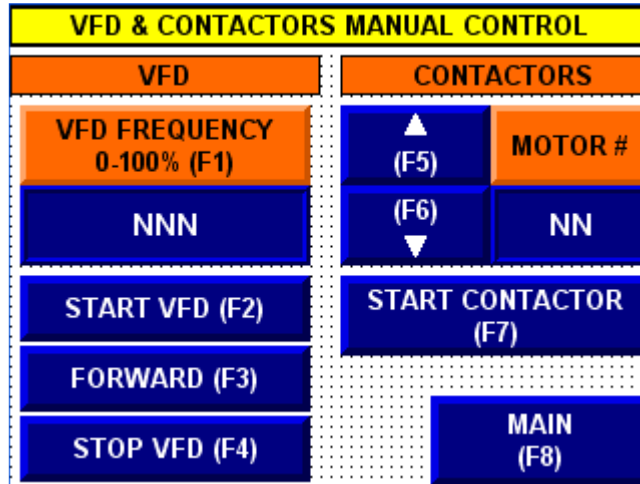 VFD & CONTACTORS MANUAL CONTROL
VFD
VFD FREQUENCY
0-100% (F1)
NNN
START VFD (F2)
FORWARD (F3)
STOP VFD (F4)
CONTACTORS
(F5)
MOTOR #
(F6)
NN
START CONTACTOR
(F7)
MAIN
(F8)